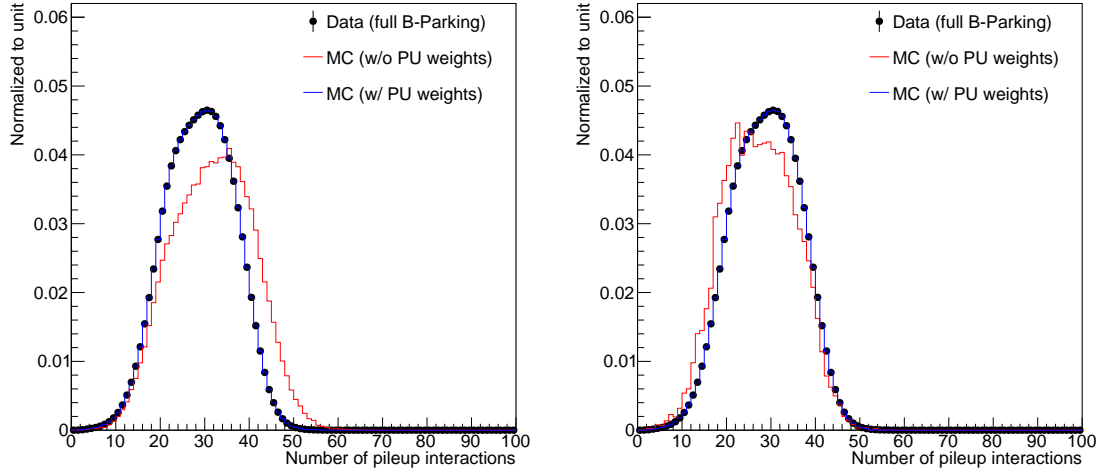 Normalized to unit
0.06
0.05
0.04
0.03
0.02
0.01
0
Data (full B-Parking)
MC (w/o PU weights)
MC (w/ PU weights)
0 10 20 30 40 50 60 70 80 90 100
Number of pileup interactions
Normalized to unit
0.06
0.05
0.04
0.03
0.02
0.01
0
Data (full B-Parking)
MC (w/o PU weights)
MC (w/ PU weights)
0 10 20 30 40 50 60 70 80 90 100
Number of pileup interactions